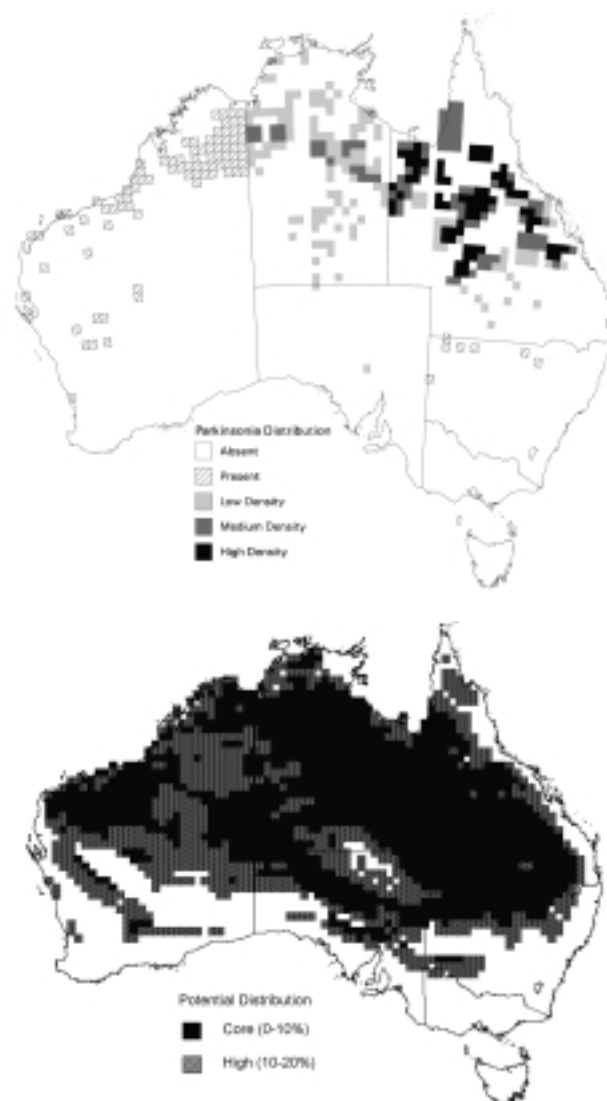 Parkinsonia Distribution
Absent
Present
Low Density
Medium Density
High Density
Potential Distribution
Core (0-10%)
High (10-20%)